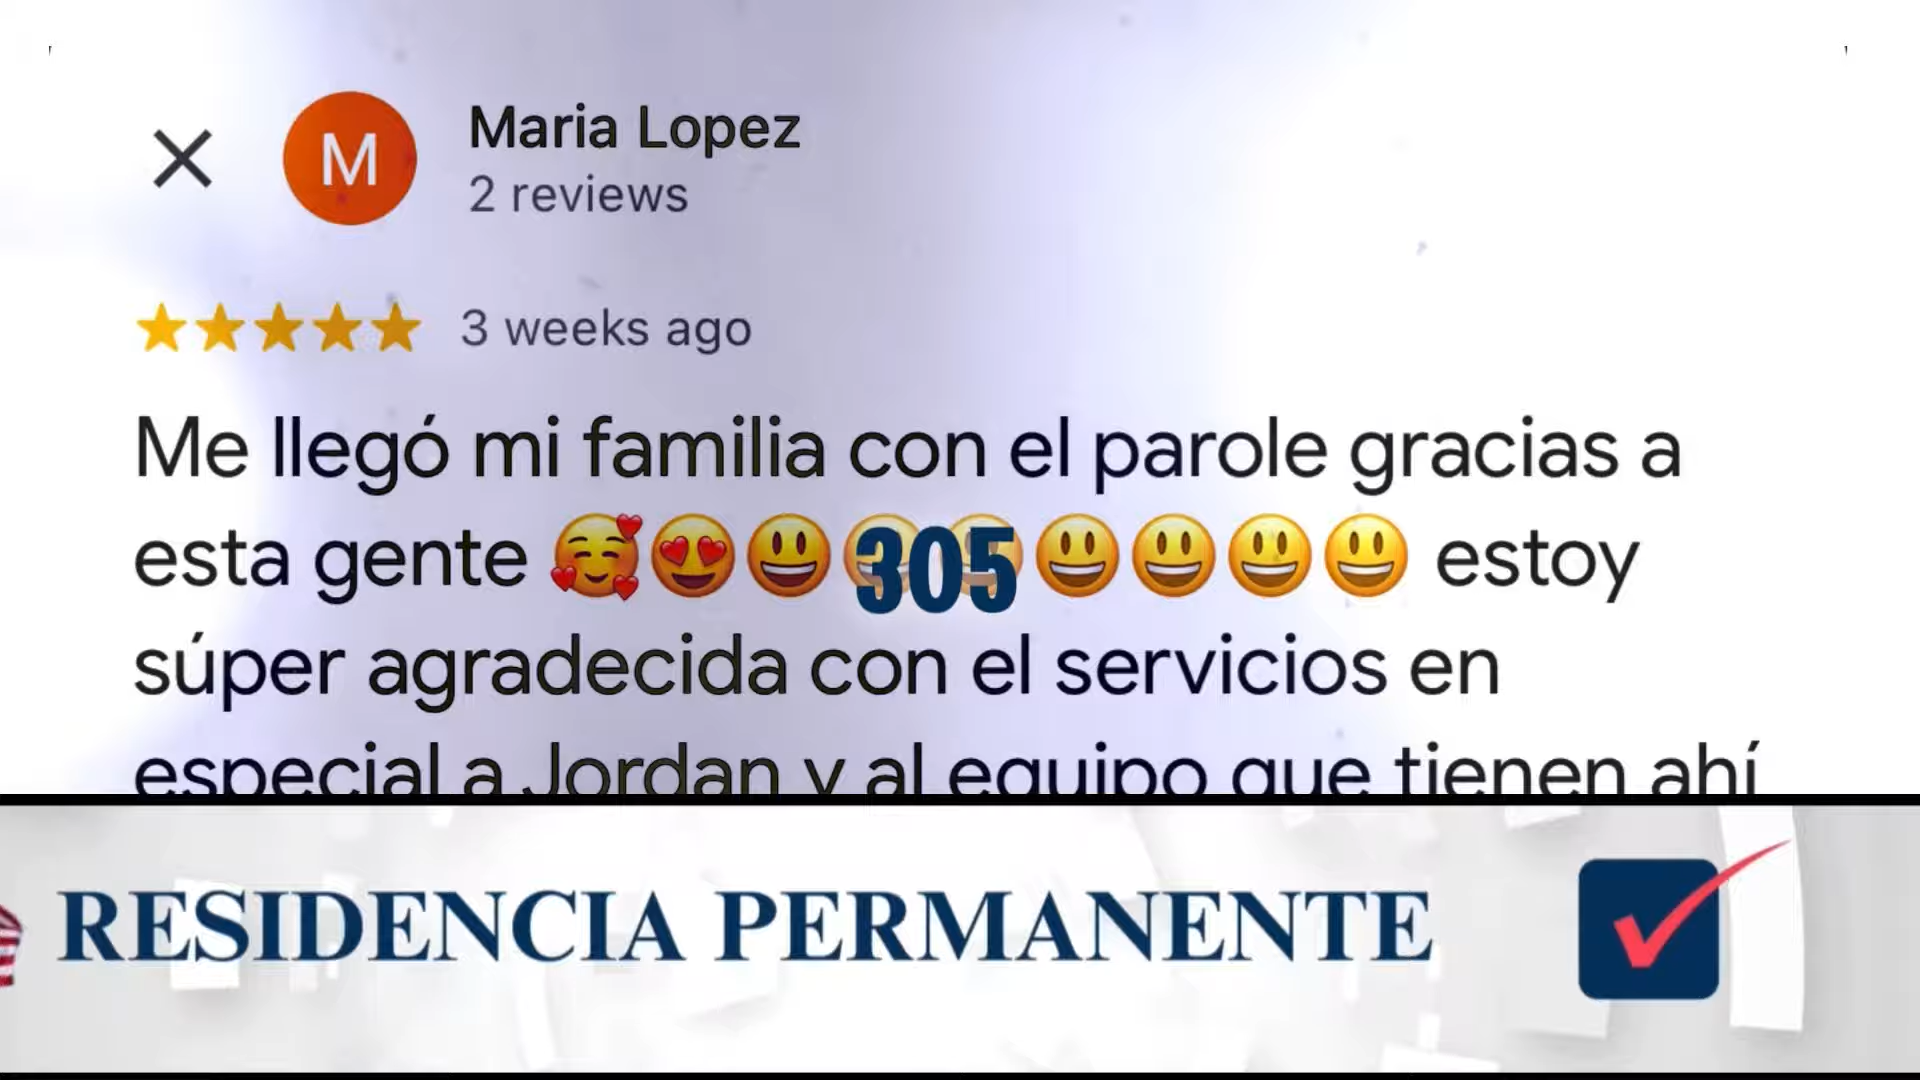 M
Maria Lopez
2 reviews
3 weeks ago
Me llegó mi familia con el parole gracias a
esta gente 🥰😍😃😃😃😃😃😃😃 estoy
305
súper agradecida con el servicios en
especial a Jordan y al equipo que tienen ahí
RESIDENCIA PERMANENTE